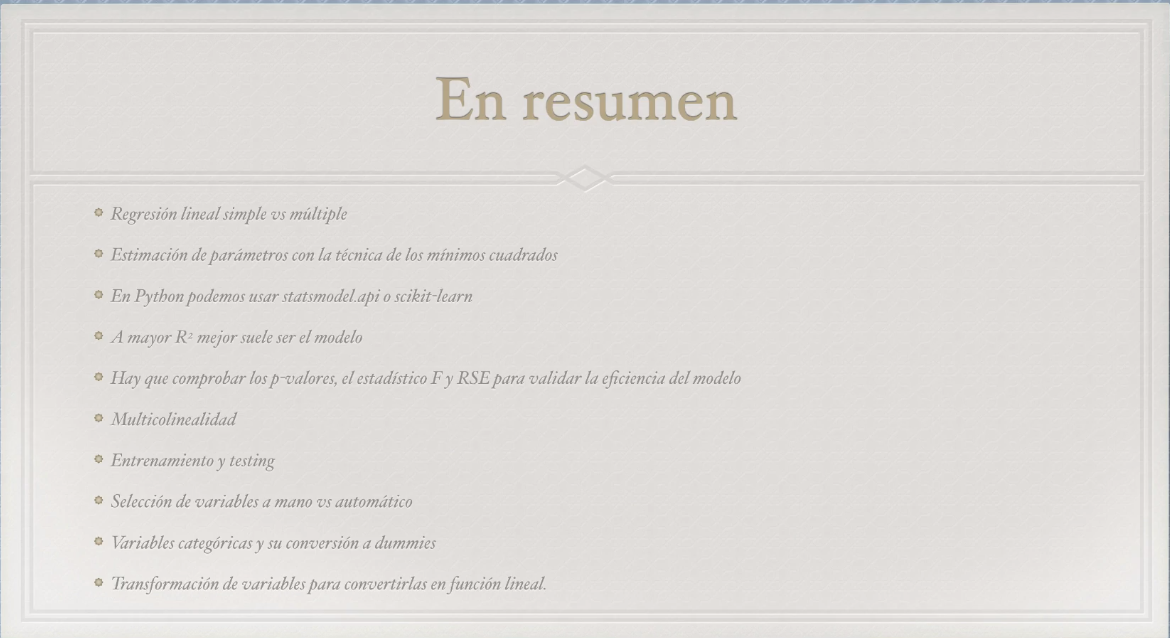 En resumen
Regresión lineal simple vs múltiple
Estimación de parámetros con la técnica de los mínimos cuadrados
En Python podemos usar statsmodel.api o scikit-learn
A mayor R² mejor suele ser el modelo
Hay que comprobar los p-valores, el estadístico F y RSE para validar la eficiencia del modelo
Multicolinealidad
Entrenamiento y testing
Selección de variables a mano vs automático
Variables categóricas y su conversión a dummies
Transformación de variables para convertirlas en función lineal.